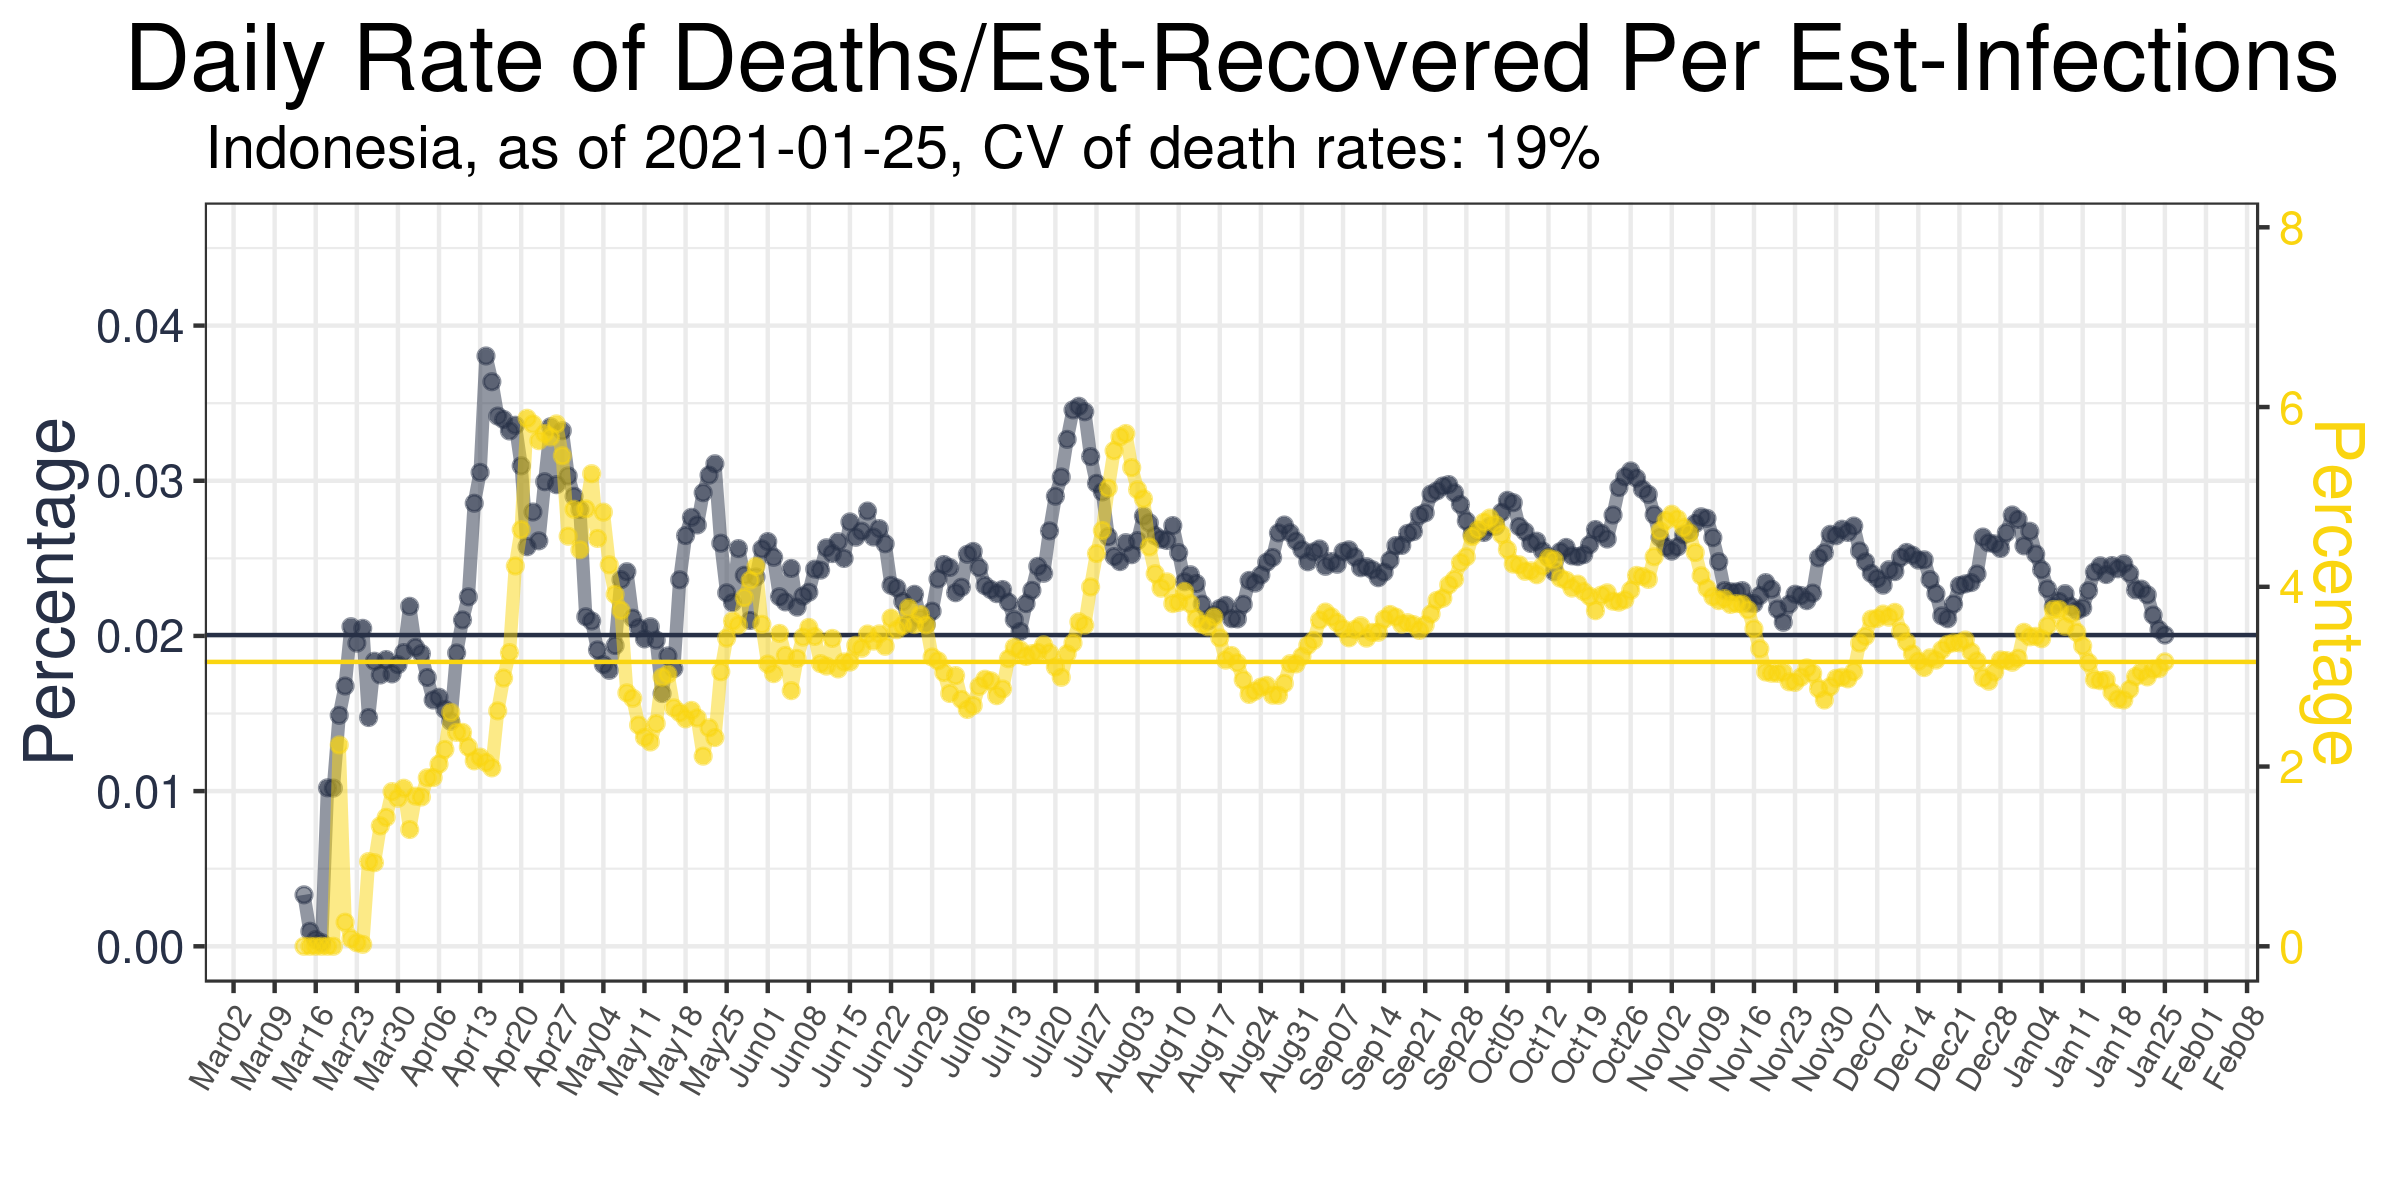 Daily Rate of Deaths/Est-Recovered Per Est-Infections
Indonesia, as of 2021-01-25, CV of death rates: 19%
Percentage
0.04
0.03
0.02
0.01
0.00
8
6
4
2
0
Percentage
Mar02
Mar09
Mar16
Mar23
Mar30
Apr06
Apr13
Apr20
Apr27
May04
May11
May18
May25
Jun01
Jun08
Jun15
Jun22
Jun29
Jul06
Jul13
Jul20
Jul27
Aug03
Aug10
Aug17
Aug24
Aug31
Sep07
Sep14
Sep21
Sep28
Oct05
Oct12
Oct19
Oct26
Nov02
Nov09
Nov16
Nov23
Nov30
Dec07
Dec14
Dec21
Dec28
Jan04
Jan11
Jan18
Jan25
Feb01
Feb08